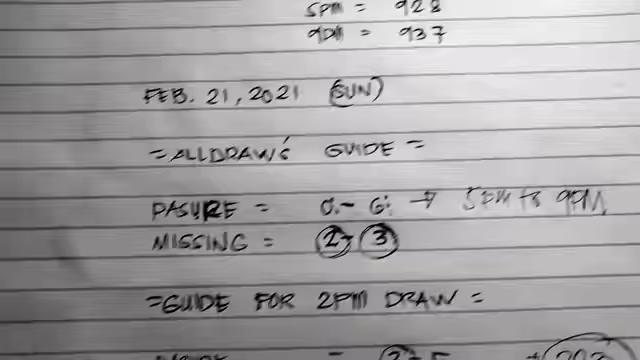 5PM = 928
9PM = 937
FEB. 21, 2021 (SUN)
= ALLDRAW'S GUIDE =
PASURE = 0.- 6: → 5PM to 9PM
MISSING = 2- 3
=GUIDE FOR 2PM DRAW =